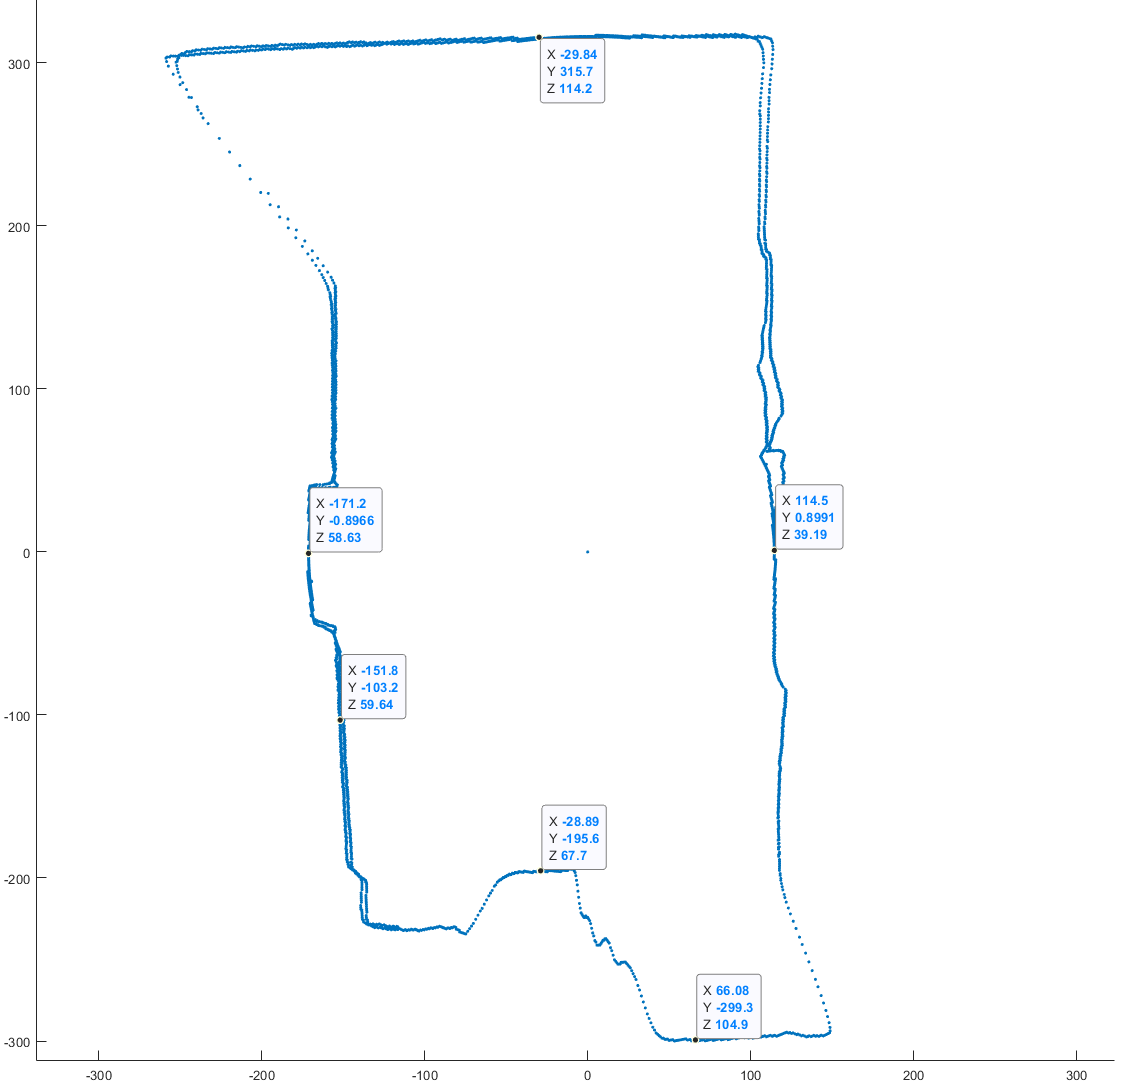 300
X -29.84
Y 315.7
Z 114.2
200
100
X -171.2
Y -0.8966
Z 58.63
X 114.5
Y 0.8991
Z 39.19
0
X -151.8
Y -103.2
Z 59.64
-100
X -28.89
Y -195.6
Z 67.7
-200
X 66.08
Y -299.3
Z 104.9
-300
-300 -200 -100 0 100 200 300